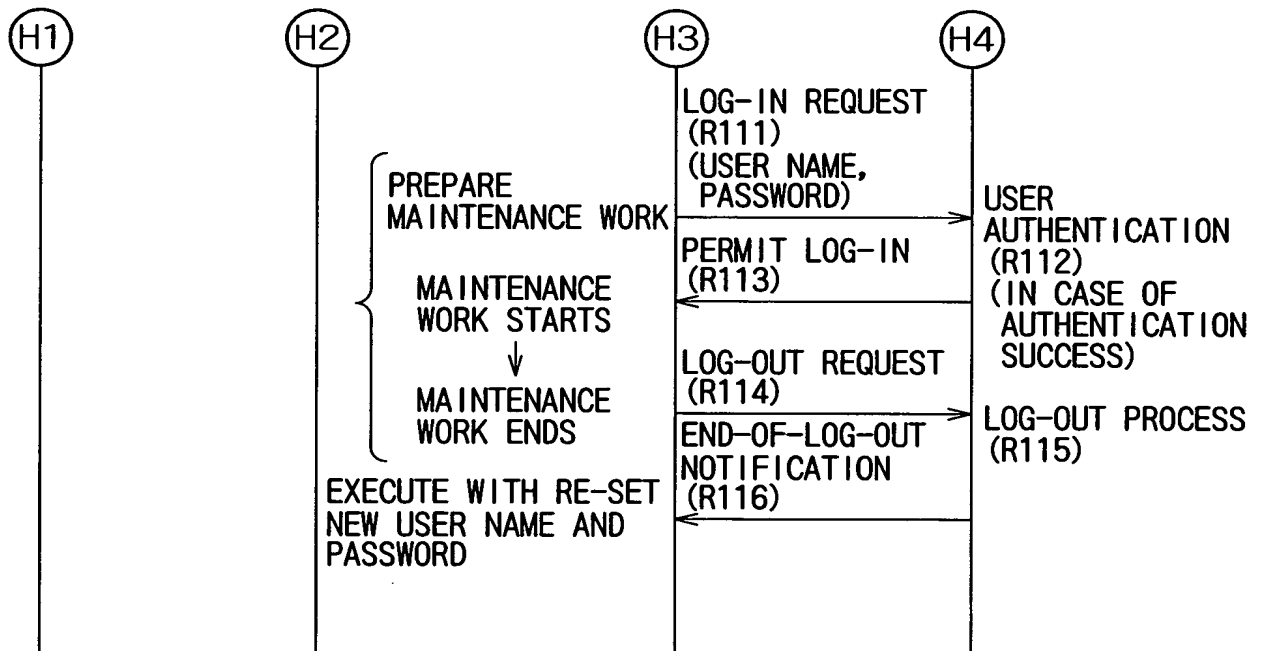 H1
H2
H3
H4
LOG-IN REQUEST
(R111)
(USER NAME,
PASSWORD)
PREPARE
MAINTENANCE WORK
USER
AUTHENTICATION
(R112)
(IN CASE OF
AUTHENTICATION
SUCCESS)
PERMIT LOG-IN
(R113)
MAINTENANCE
WORK STARTS
↓
MAINTENANCE
WORK ENDS
LOG-OUT REQUEST
(R114)
LOG-OUT PROCESS
(R115)
END-OF-LOG-OUT
NOTIFICATION
(R116)
EXECUTE WITH RE-SET
NEW USER NAME AND
PASSWORD